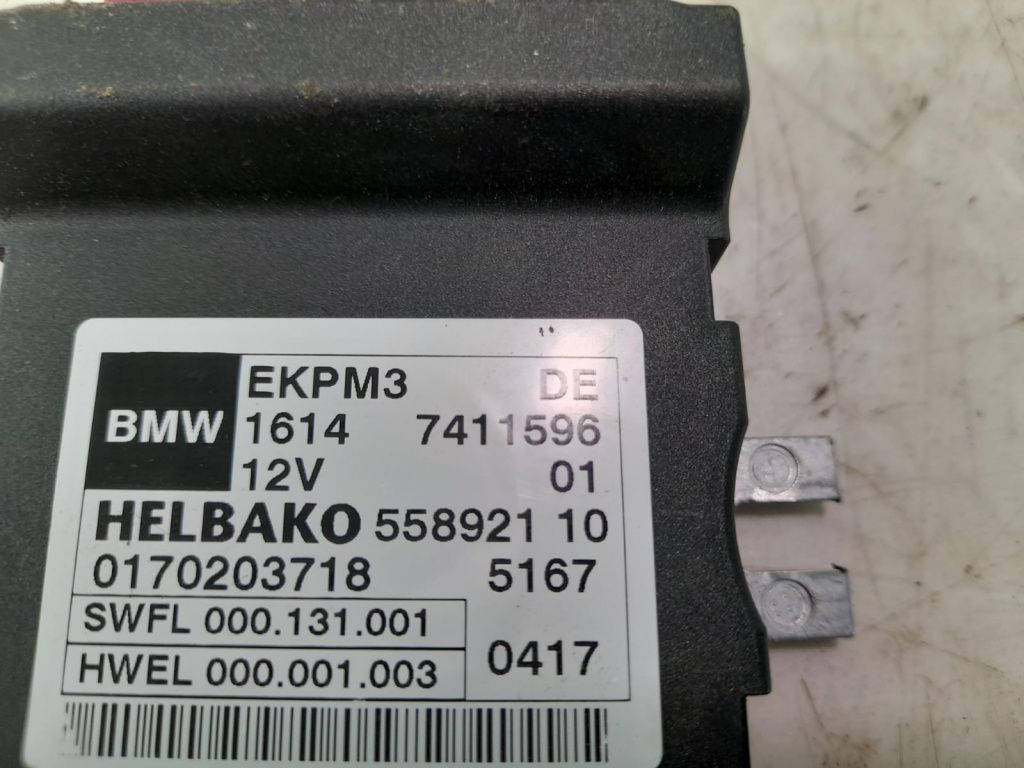 EKPM3 DE
BMW 1614 7411596
12V 01
HELBAKO 558921 10
0170203718 5167
SWFL 000.131.001
HWEL 000.001.003 0417